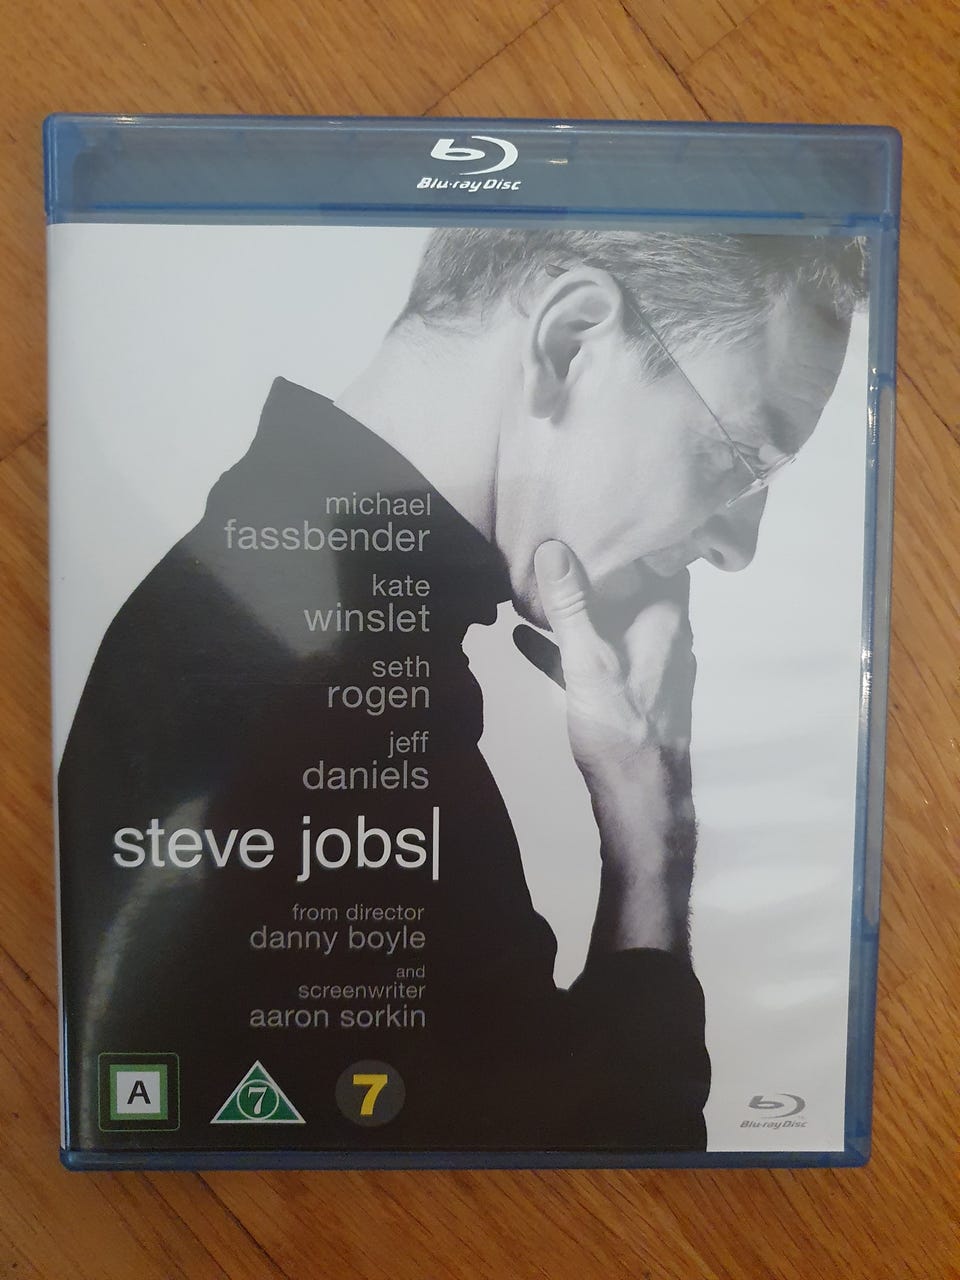 Blu-ray Disc
michael
fassbender
kate
winslet
seth
rogen
jeff
daniels
steve jobs|
from director
danny boyle
and
screenwriter
aaron sorkin
A
7
7
Blu-ray Disc